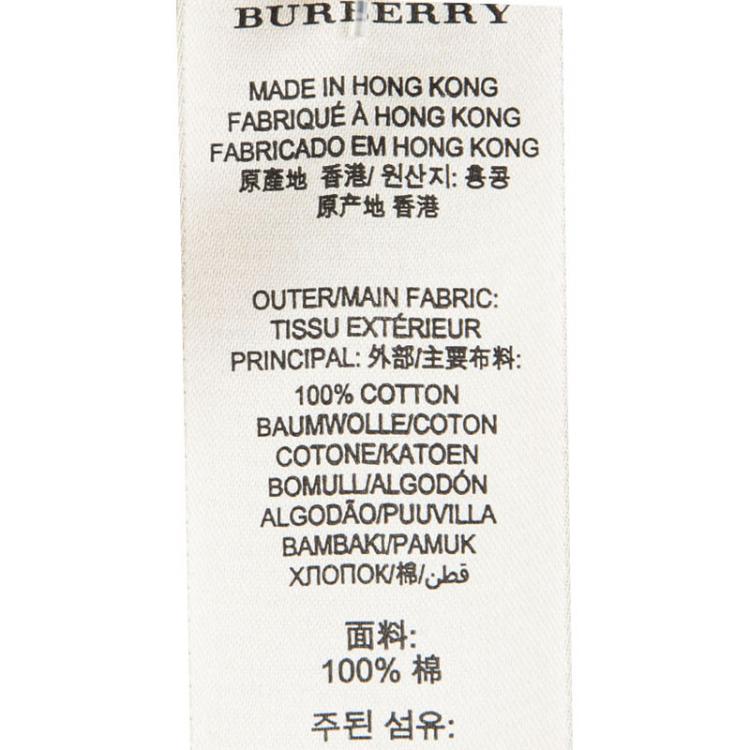 BURBERRY
MADE IN HONG KONG
FABRIQUÉ À HONG KONG
FABRICADO EM HONG KONG
原產地 香港/ 원산지: 홍콩
原产地 香港
OUTER/MAIN FABRIC:
TISSU EXTÉRIEUR
PRINCIPAL: 外部/主要布料:
100% COTTON
BAUMWOLLE/COTON
COTONE/KATOEN
BOMULL/ALGODÓN
ALGODÃO/PUUVILLA
BAMBAKI/PAMUK
ХЛОПОК/棉/قطن
面料:
100% 棉
주된 섬유: